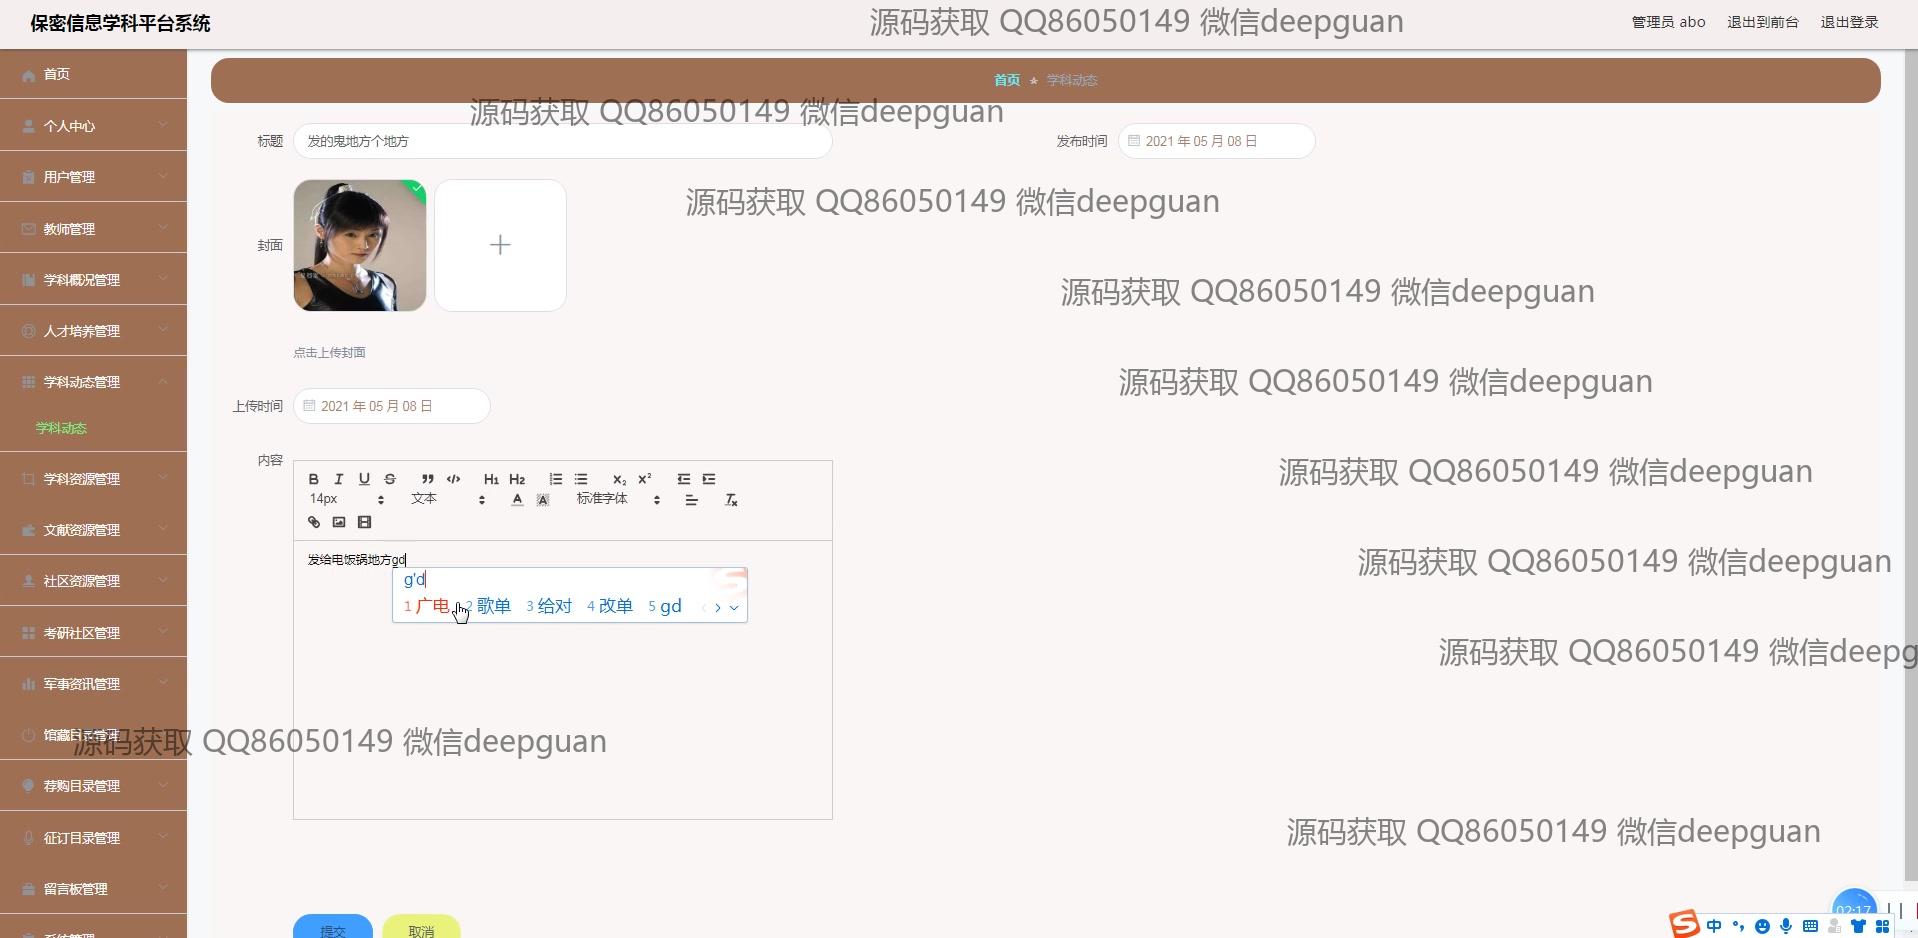 保密信息学科平台系统
源码获取 QQ86050149 微信deepguan
管理员 abo
退出到前台
退出登录
首页
个人中心
用户管理
教师管理
学科概况管理
人才培养管理
学科动态管理
学科动态
学科资源管理
文献资源管理
社区资源管理
考研社区管理
军事资讯管理
荐购目录管理
征订目录管理
留言板管理
首页 ★ 学科动态
源码获取 QQ86050149 微信deepguan
标题
发的鬼地方个地方
发布时间
2021 年 05 月 08 日
源码获取 QQ86050149 微信deepguan
封面
源码获取 QQ86050149 微信deepguan
点击上传封面
源码获取 QQ86050149 微信deepguan
上传时间
2021 年 05 月 08 日
内容
源码获取 QQ86050149 微信deepguan
B I U S ” </> H1 H2 X2 X2
14px
文本
A A
标准字体
Tx
发给电饭锅地方gd
g'd
1 广电 2 歌单 3 给对 4 改单 5 gd
源码获取 QQ86050149 微信deepguan
源码获取 QQ86050149 微信deepg
源码获取 QQ86050149 微信deepguan
源码获取 QQ86050149 微信deepguan
提交
取消
02:17
中